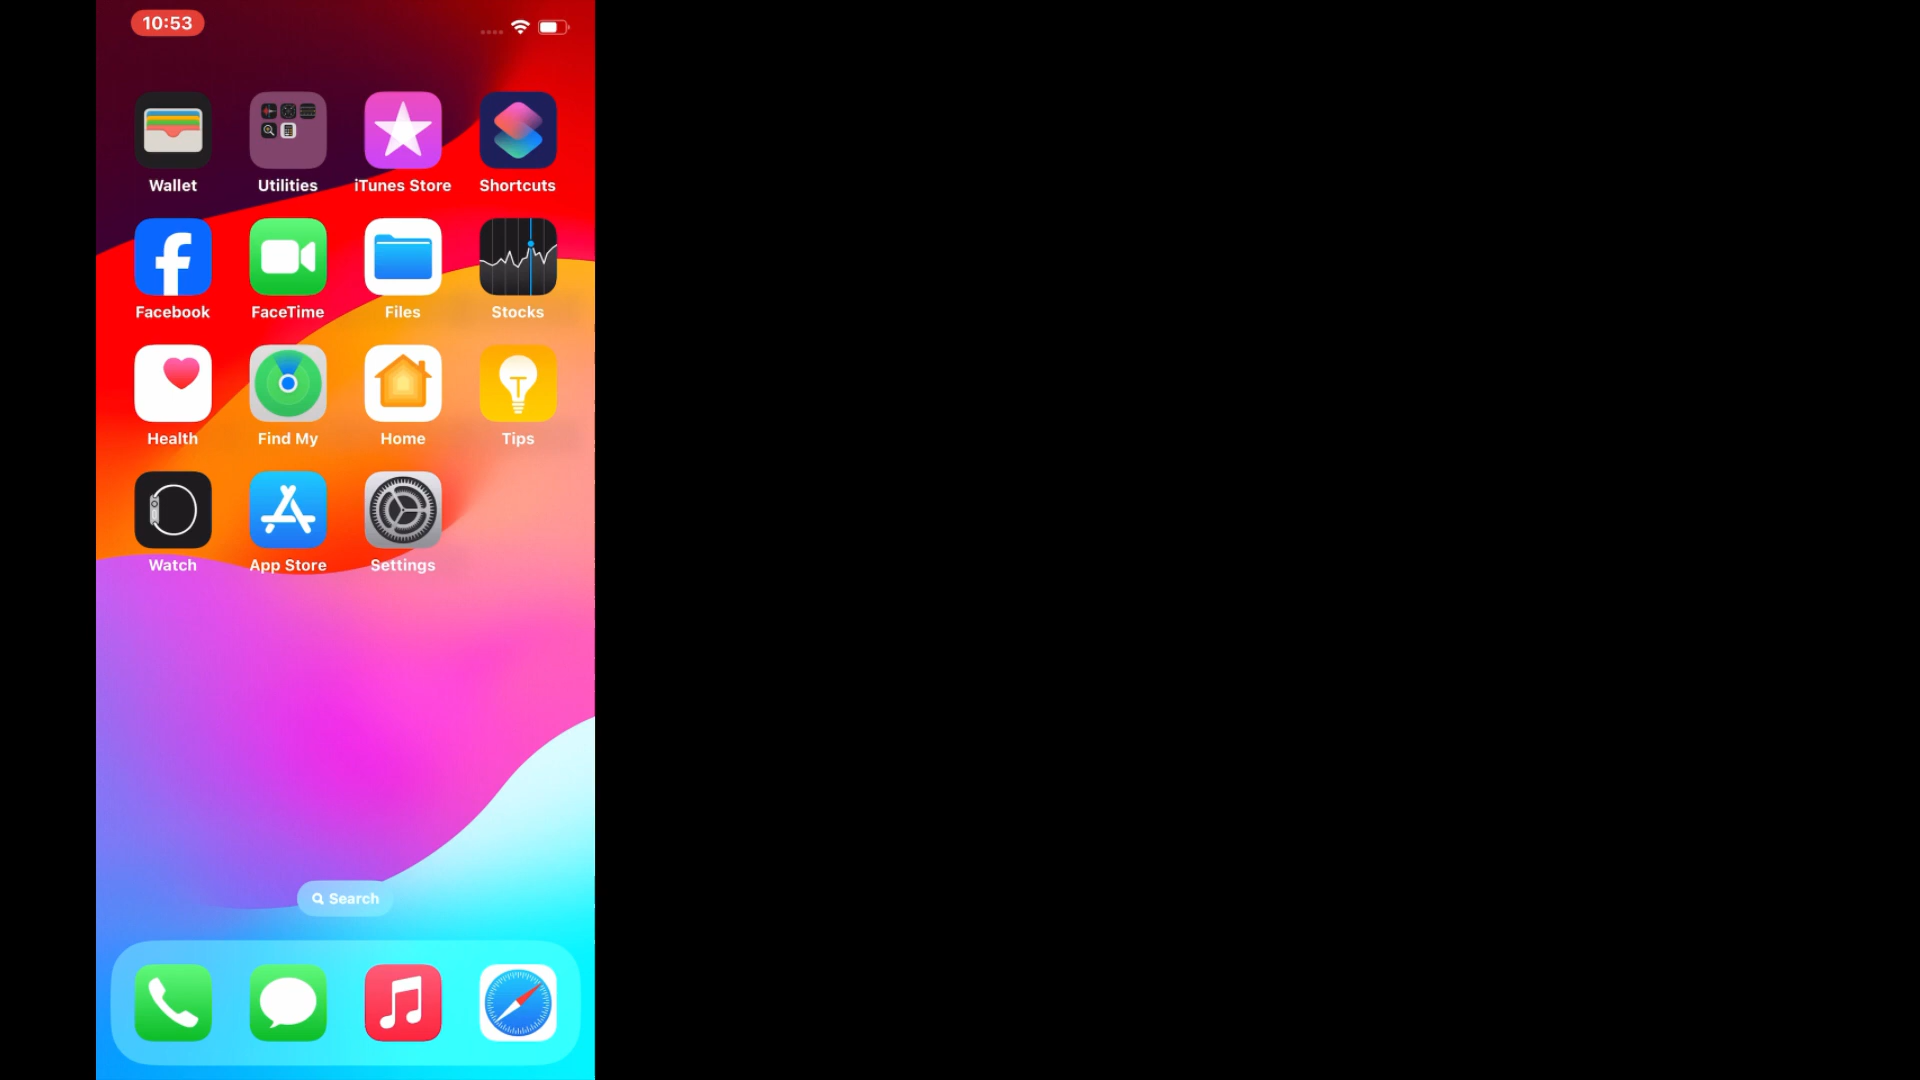 10:53
Wallet
Utilities
iTunes Store
Shortcuts
Facebook
FaceTime
Files
Stocks
Health
Find My
Home
Tips
Watch
App Store
Settings
Search